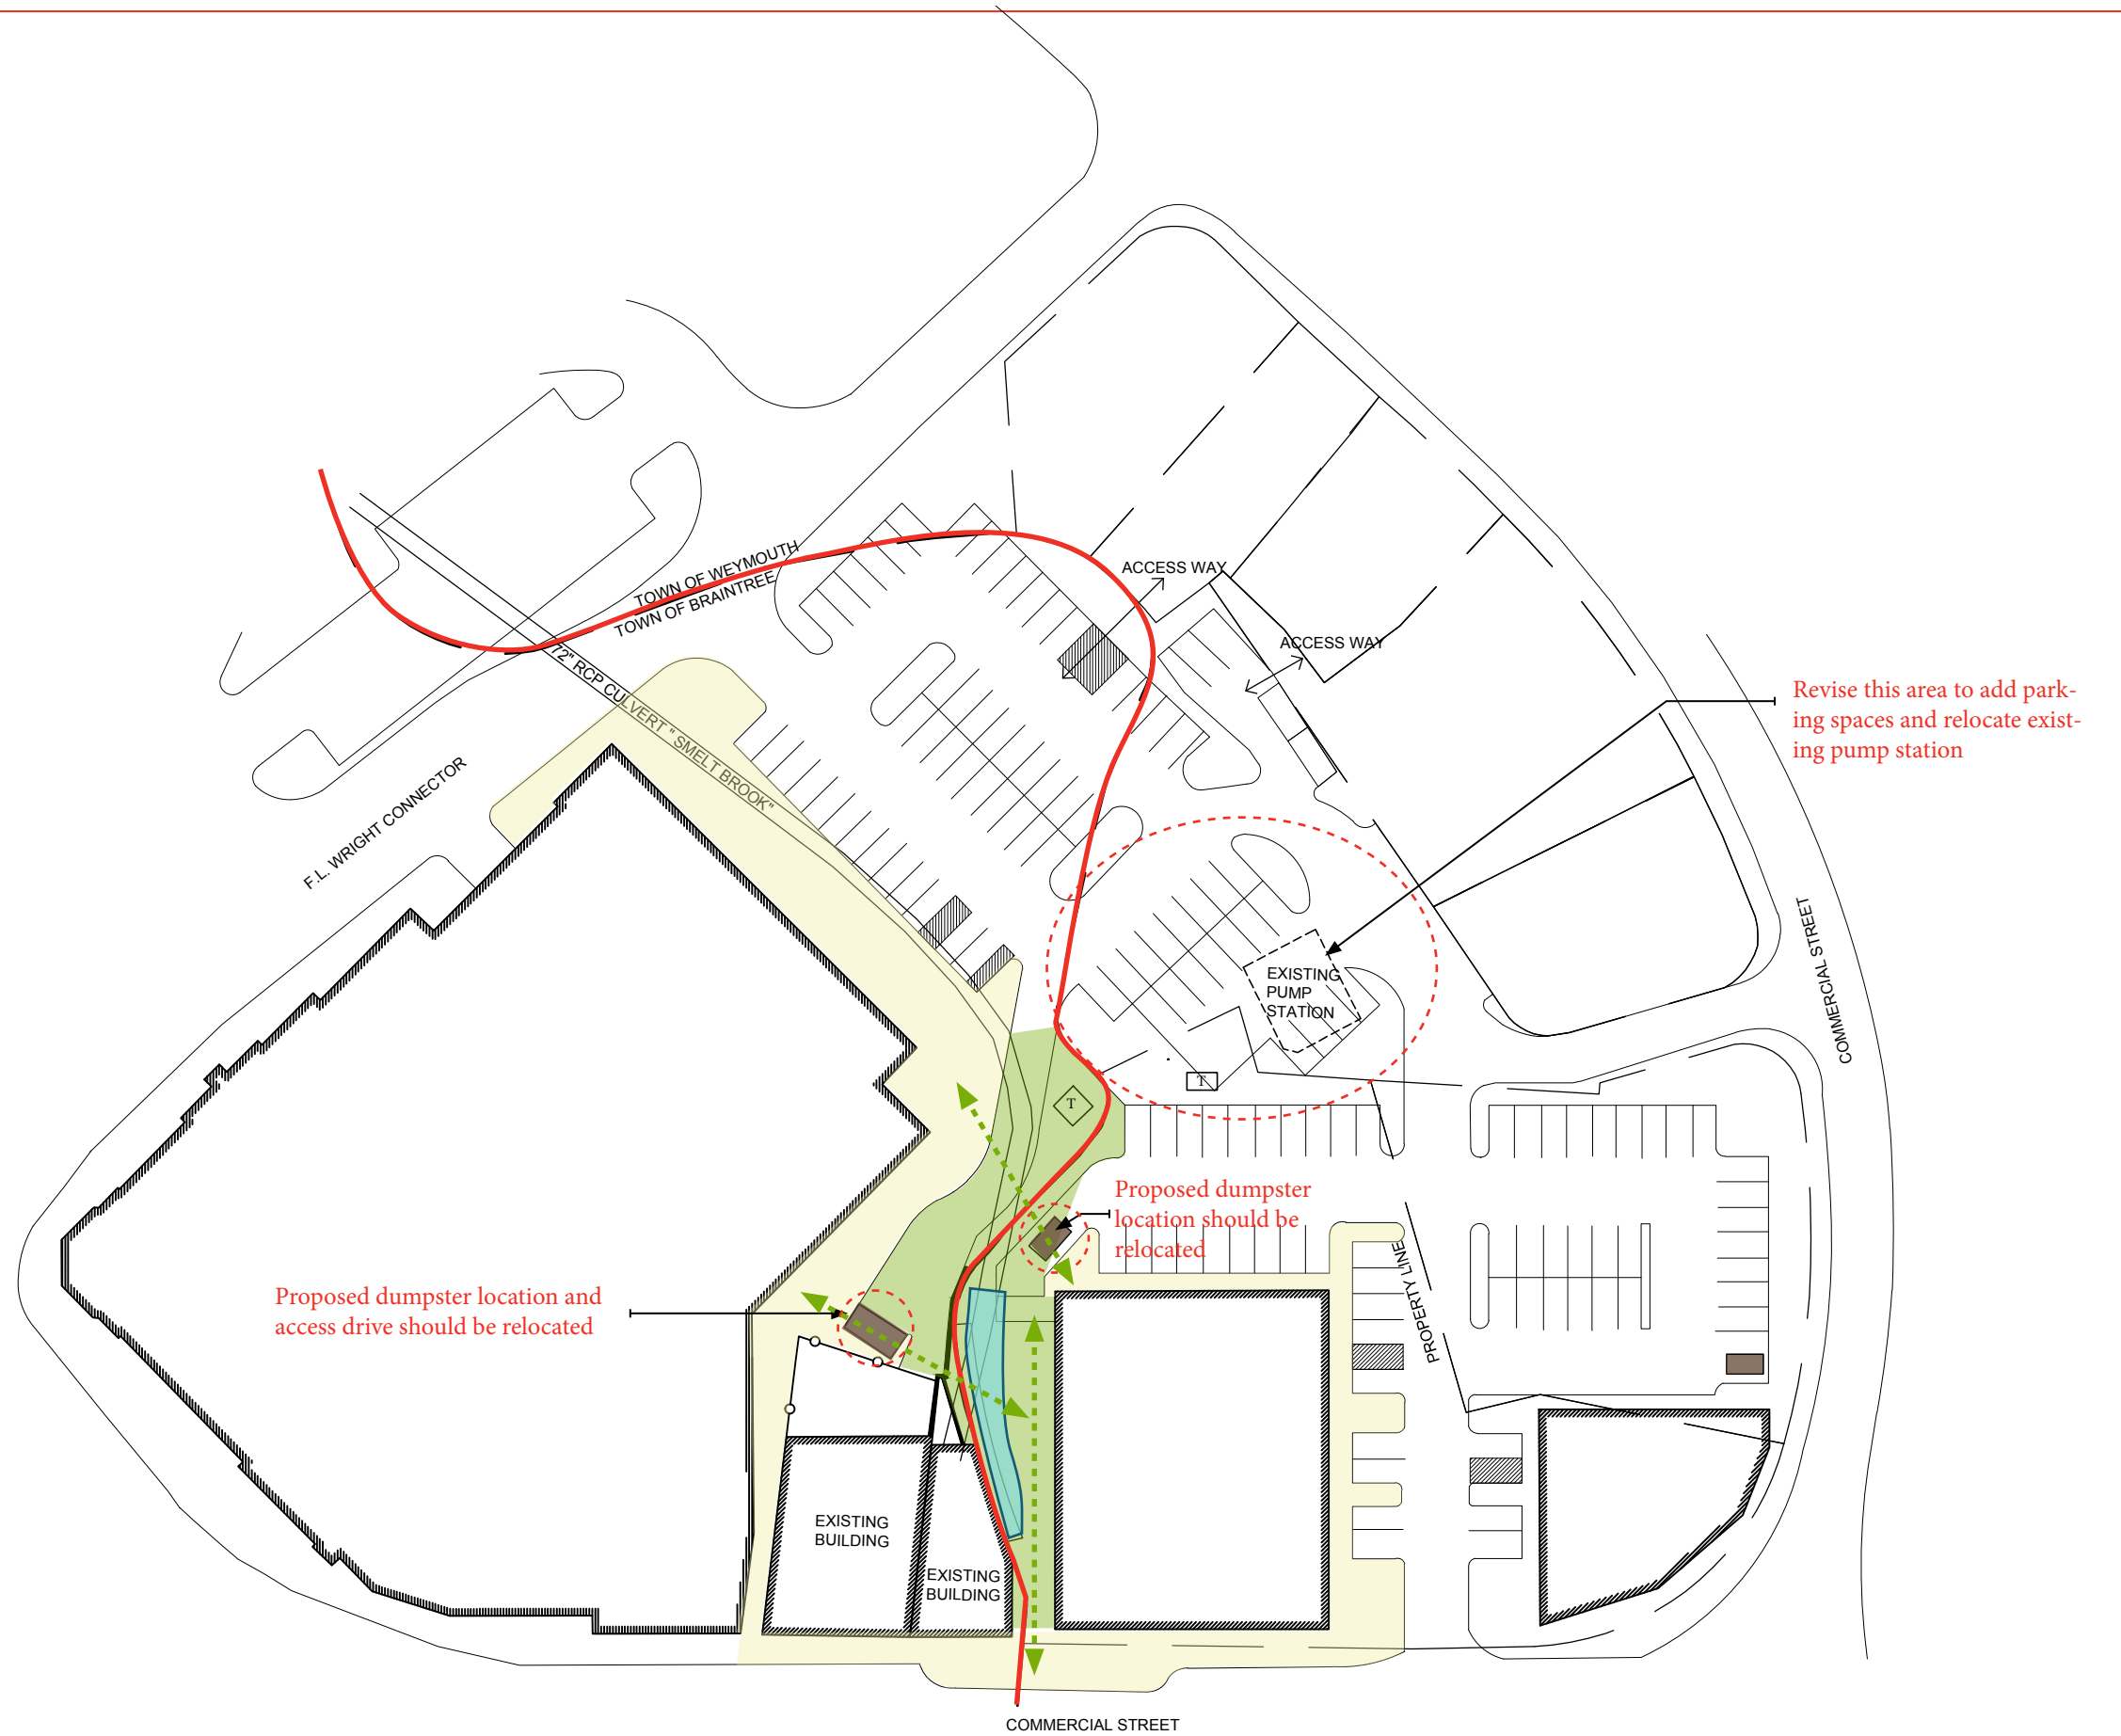 TOWN OF WEYMOUTH
TOWN OF BRAINTREE
ACCESS WAY
ACCESS WAY
72" RCP CULVERT " SMELT BROOK"
F.L. WRIGHT CONNECTOR
Revise this area to add park-
ing spaces and relocate exist-
ing pump station
COMMERCIAL STREET
EXISTING
PUMP
STATION
T
T
Proposed dumpster
location should be
relocated
PROPERTY LINE
Proposed dumpster location and
access drive should be relocated
EXISTING
BUILDING
EXISTING
BUILDING
COMMERCIAL STREET